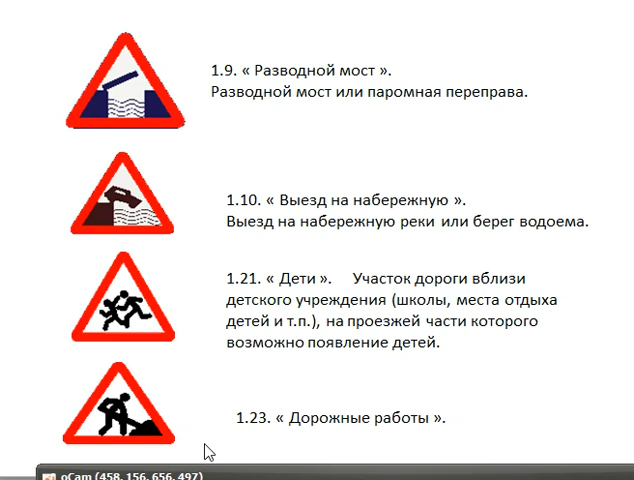 1.9. « Разводной мост ».
Разводной мост или паромная переправа.
1.10. « Выезд на набережную ».
Выезд на набережную реки или берег водоема.
1.21. « Дети ». Участок дороги вблизи
детского учреждения (школы, места отдыха
детей и т.п.), на проезжей части которого
возможно появление детей.
1.23. « Дорожные работы ».
oCam (458, 156, 656, 497)